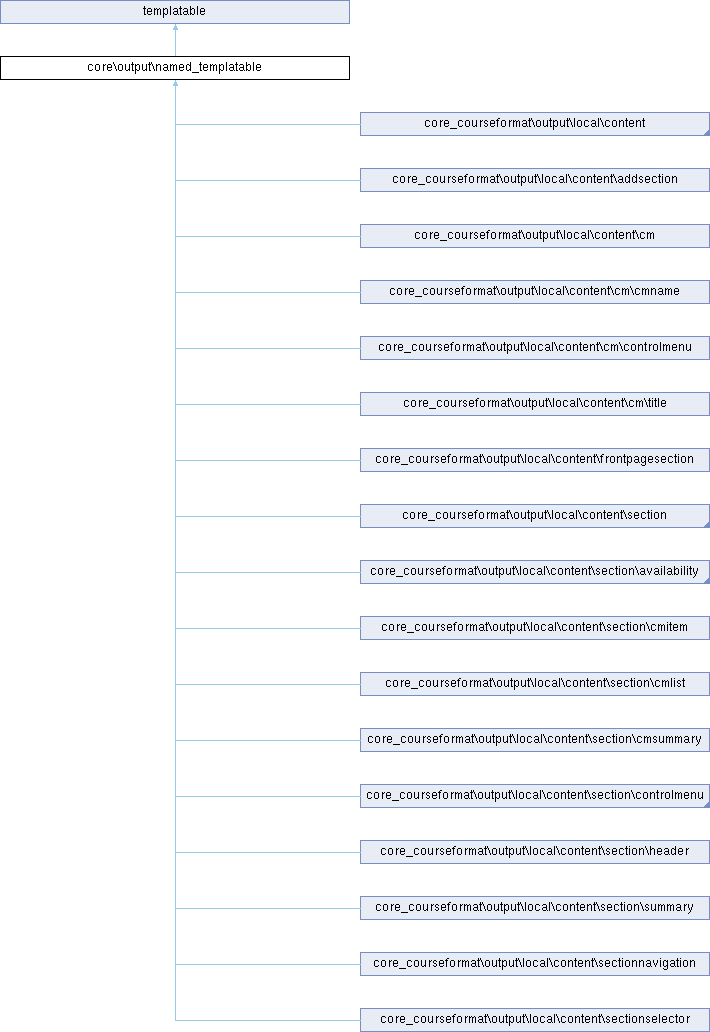 templatable
core\output\named_templatable
core_courseformat\output\local\content
core_courseformat\output\local\content\addsection
core_courseformat\output\local\content\cm
core_courseformat\output\local\content\cm\cmname
core_courseformat\output\local\content\cm\controlmenu
core_courseformat\output\local\content\cm\title
core_courseformat\output\local\content\frontpagesection
core_courseformat\output\local\content\section
core_courseformat\output\local\content\section\availability
core_courseformat\output\local\content\section\cmitem
core_courseformat\output\local\content\section\cmlist
core_courseformat\output\local\content\section\cmsummary
core_courseformat\output\local\content\section\controlmenu
core_courseformat\output\local\content\section\header
core_courseformat\output\local\content\section\summary
core_courseformat\output\local\content\sectionnavigation
core_courseformat\output\local\content\sectionselector